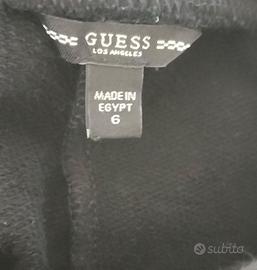 GUESS
LOS ANGELES
MADE IN
EGYPT
6
subito